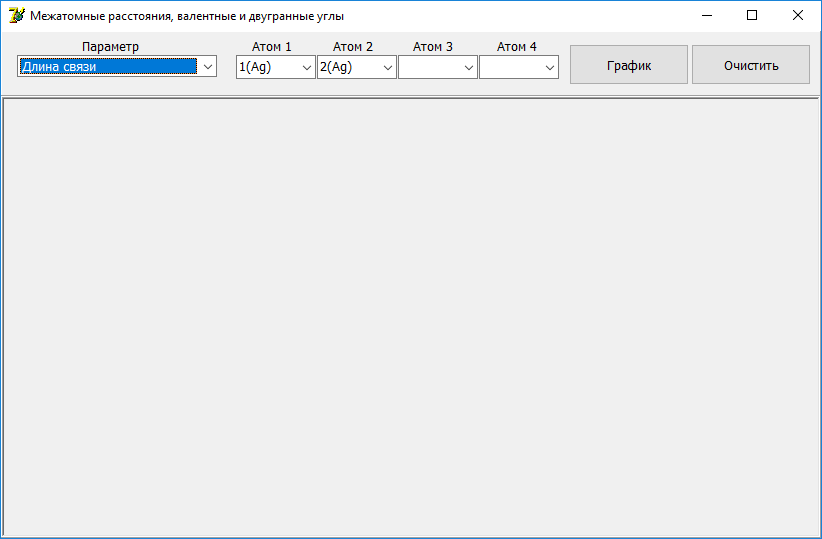 Межатомные расстояния, валентные и двугранные углы
Параметр Атом 1 Атом 2 Атом 3 Атом 4
Длина связи 1(Ag) 2(Ag) График Очистить